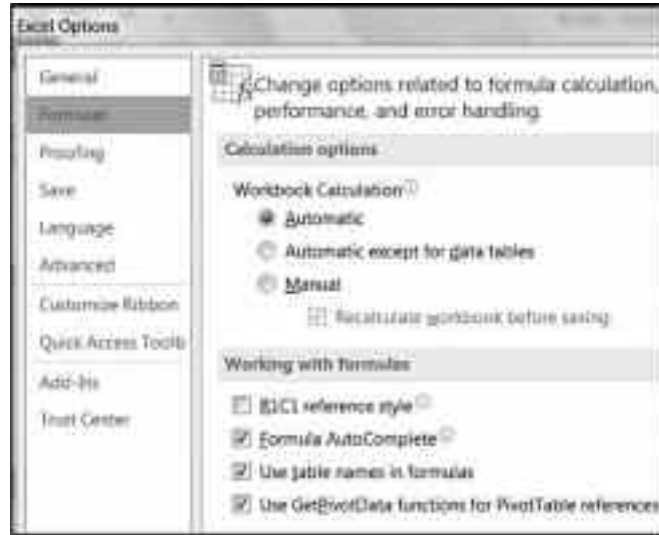 Excel Options
General
Formulas
Proofing
Save
Language
Advanced
Customize Ribbon
Quick Access Toolb
Add-Ins
Trust Center
Change options related to formula calculation,
performance, and error handling.
Calculation options
Workbook Calculation
Automatic
Automatic except for data tables
Manual
Recalculate workbook before saving
Working with formulas
R1C1 reference style
Formula AutoComplete
Use table names in formulas
Use GetPivotData functions for PivotTable references